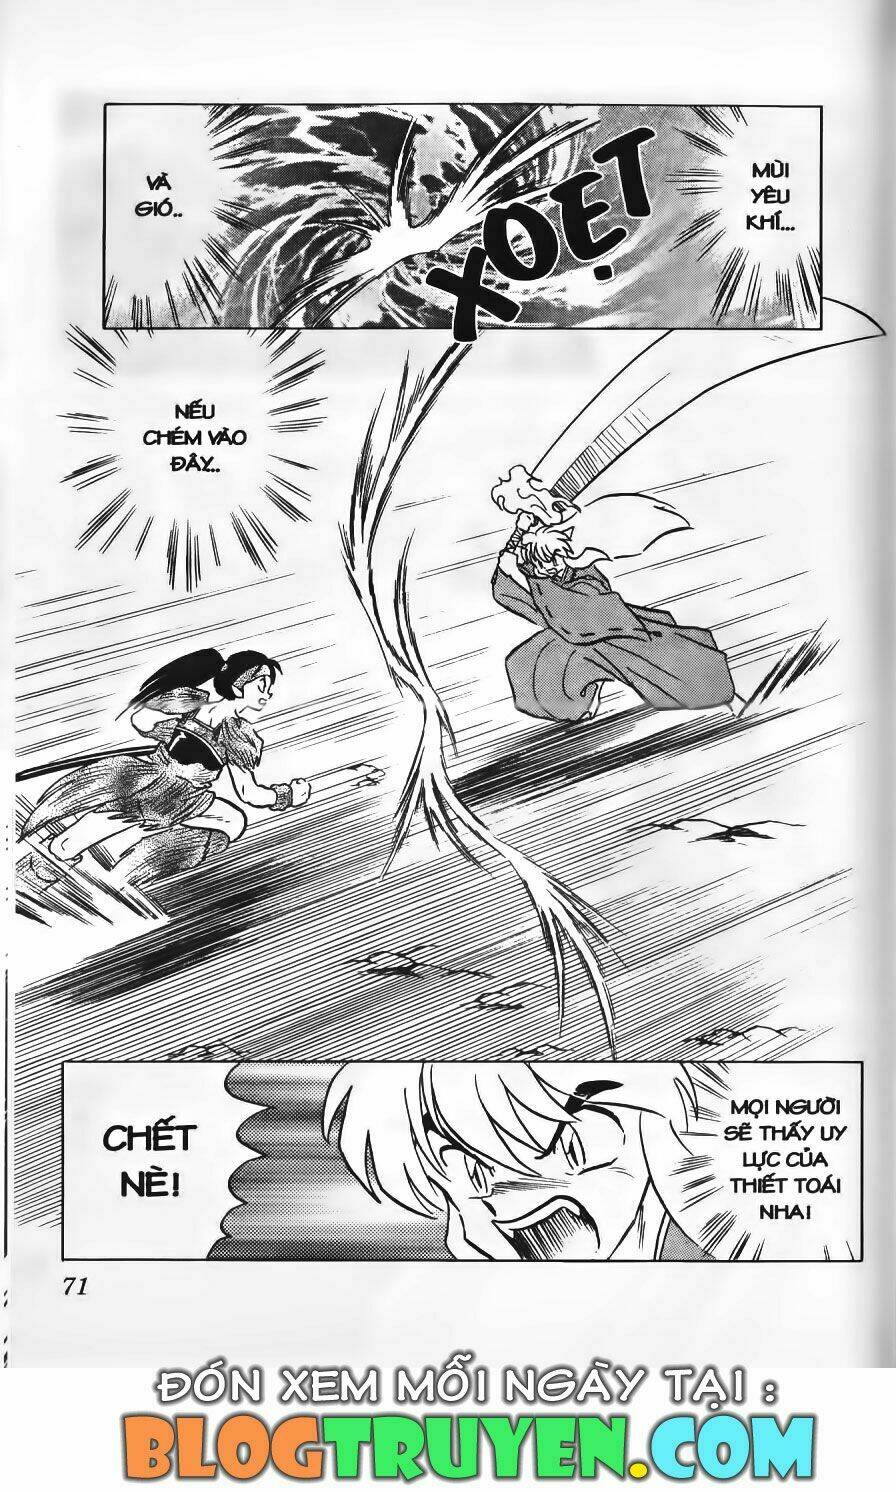 MÙI
YÊU
KHÍ...
XOẸT
VÀ
GIÓ..
NẾU
CHÉM VÀO
ĐÂY...
MỌI NGƯỜI
SẼ THẤY UY
LỰC CỦA
THIẾT TOÁI
NHA!
CHẾT
NÈ!
71
ĐÓN XEM MỖI NGÀY TẠI :
BLOGTRUYEN.COM